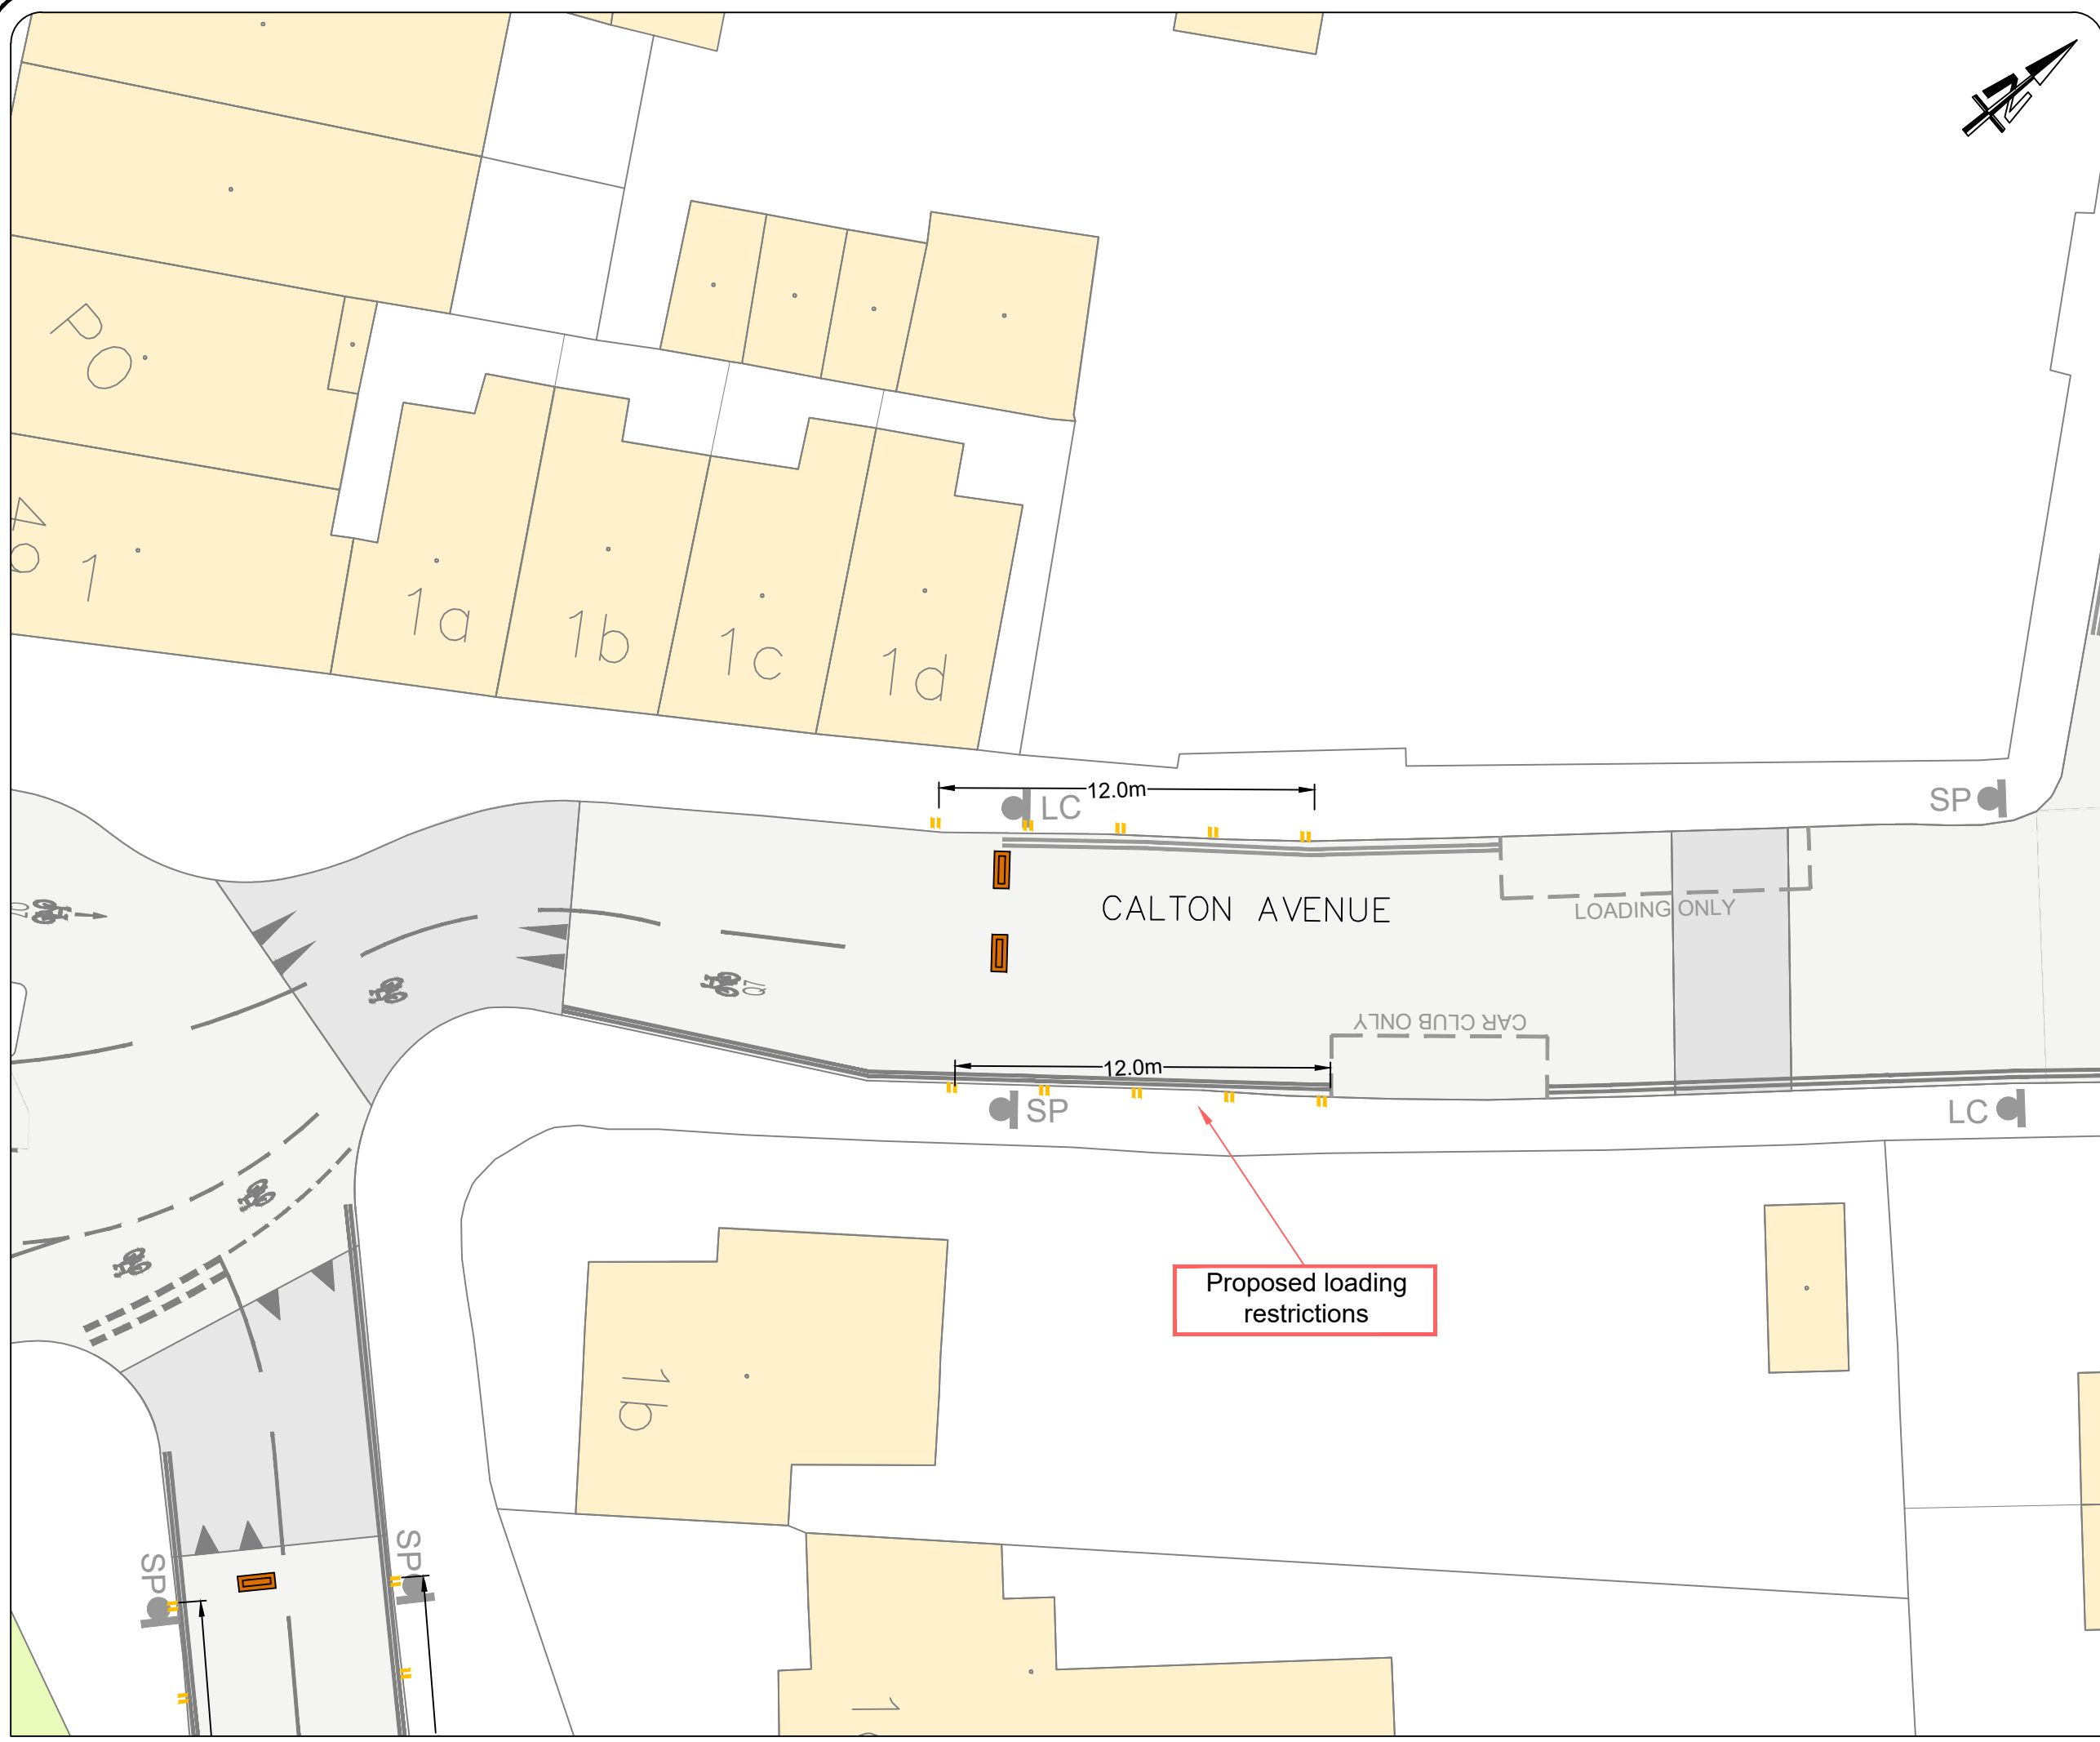 N
PO
1
1a
1b
1c
1d
12.0m
LC
SP
CALTON AVENUE
LOADING ONLY
CAR CLUB ONLY
12.0m
SP
LC
Proposed loading
restrictions
1b
SP
SP